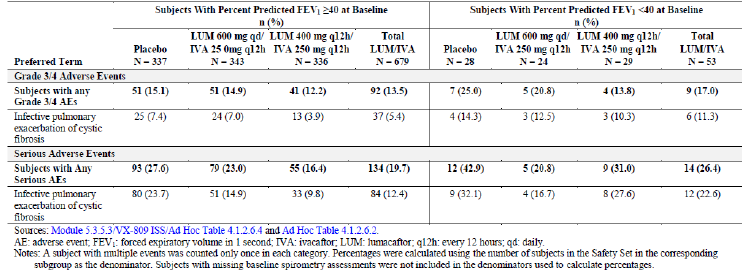 Subjects With Percent Predicted FEV1 ≥40 at Baseline Subjects With Percent Predicted FEV1 <40 at Baseline
n (%) n (%)
LUM 600 mg qd/ LUM 400 mg q12h/ Total LUM 600 mg qd/ LUM 400 mg q12h/ Total
Placebo IVA 25 0mg q12h IVA 250 mg q12h LUM/IVA Placebo IVA 250 mg q12h IVA 250 mg q12h LUM/IVA
Preferred Term N = 337 N = 343 N = 336 N = 679 N = 28 N = 24 N = 29 N = 53
Grade 3/4 Adverse Events
Subjects with any 51 (15.1) 51 (14.9) 41 (12.2) 92 (13.5) 7 (25.0) 5 (20.8) 4 (13.8) 9 (17.0)
Grade 3/4 AEs
Infective pulmonary 25 (7.4) 24 (7.0) 13 (3.9) 37 (5.4) 4 (14.3) 3 (12.5) 3 (10.3) 6 (11.3)
exacerbation of cystic
fibrosis
Serious Adverse Events
Subjects with Any 93 (27.6) 79 (23.0) 55 (16.4) 134 (19.7) 12 (42.9) 5 (20.8) 9 (31.0) 14 (26.4)
Serious AEs
Infective pulmonary 80 (23.7) 51 (14.9) 33 (9.8) 84 (12.4) 9 (32.1) 4 (16.7) 8 (27.6) 12 (22.6)
exacerbation of cystic
fibrosis
Sources: Module 5.3.5.3/VX-809 ISS/Ad Hoc Table 4.1.2.6.4 and Ad Hoc Table 4.1.2.6.2.
AE: adverse event; FEV1: forced expiratory volume in 1 second; IVA: ivacaftor; LUM: lumacaftor; q12h: every 12 hours; qd: daily.
Notes: A subject with multiple events was counted only once in each category. Percentages were calculated using the number of subjects in the Safety Set in the corresponding
subgroup as the denominator. Subjects with missing baseline spirometry assessments were not included in the denominators used to calculate percentages.